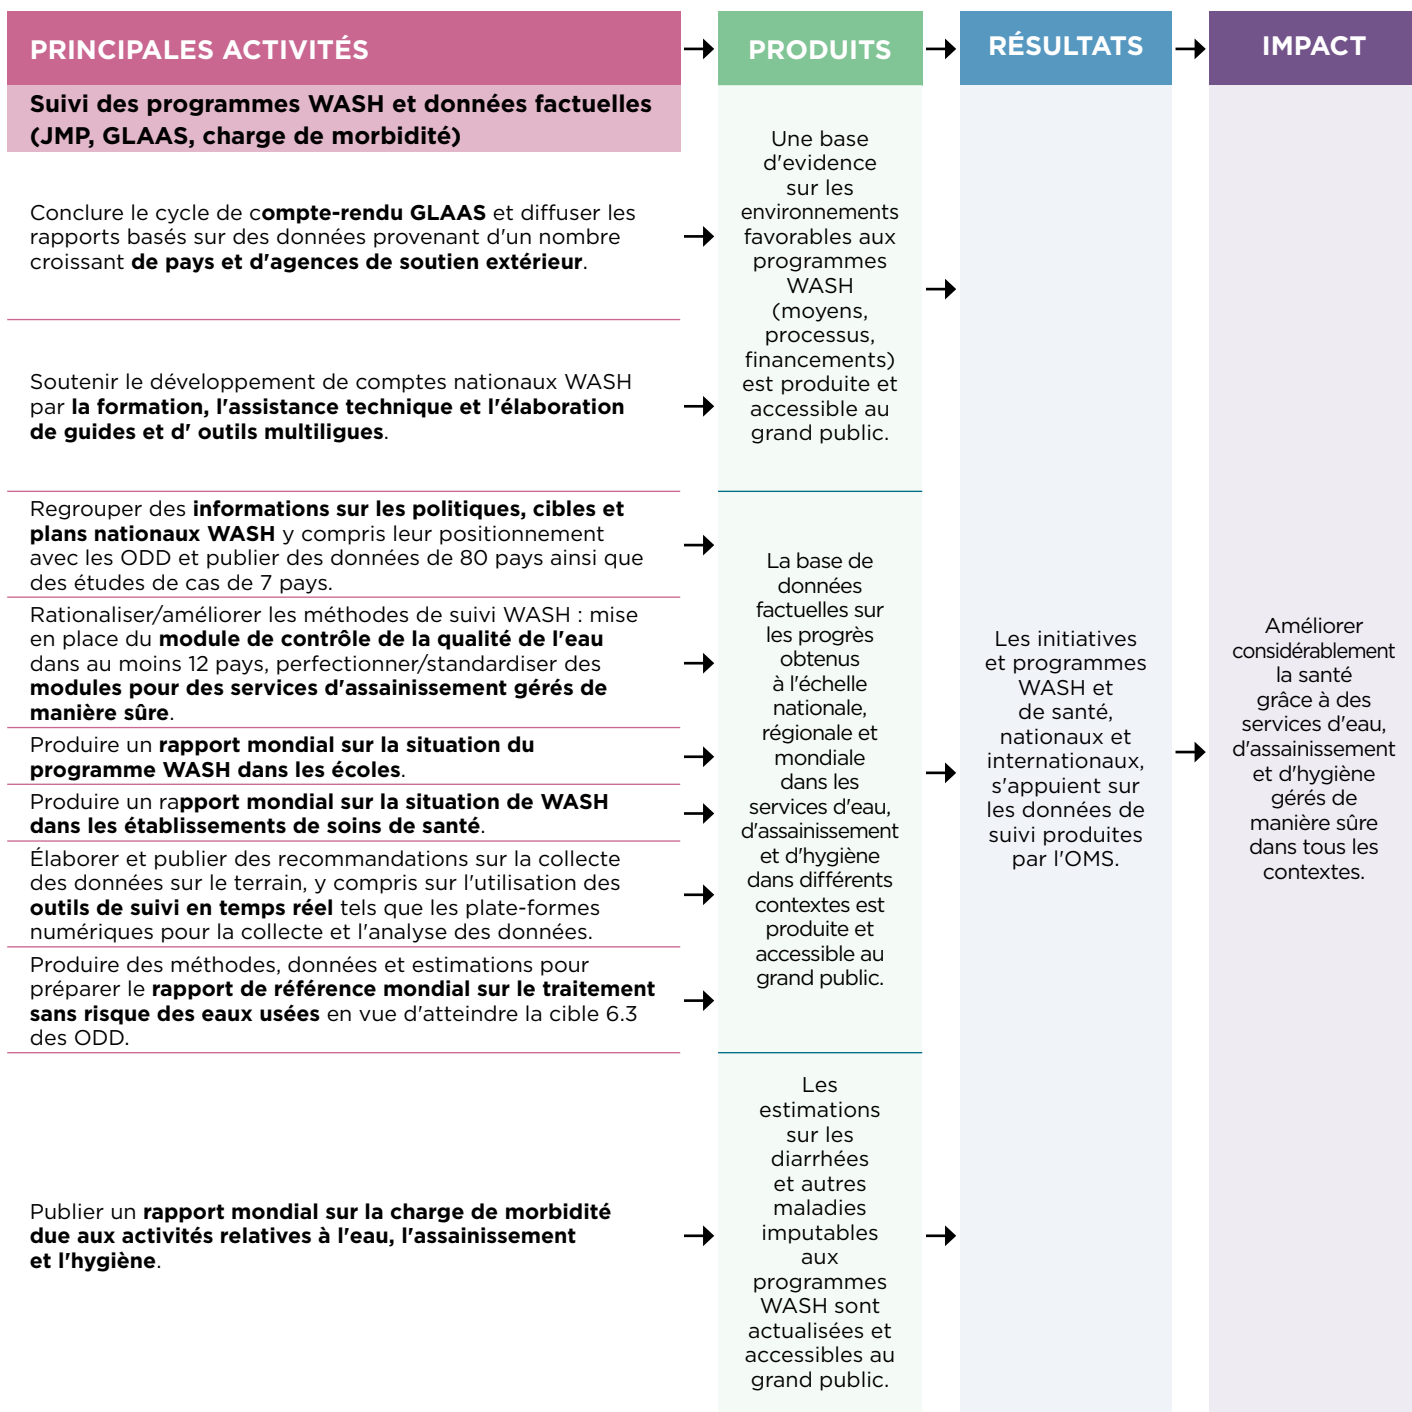 PRINCIPALES ACTIVITÉS
PRODUITS
RÉSULTATS
IMPACT
Suivi des programmes WASH et données factuelles
(JMP, GLAAS, charge de morbidité)
Conclure le cycle de compte-rendu GLAAS et diffuser les
rapports basés sur des données provenant d'un nombre
croissant de pays et d'agences de soutien extérieur.
Soutenir le développement de comptes nationaux WASH
par la formation, l'assistance technique et l'élaboration
de guides et d' outils multiligues.
Regrouper des informations sur les politiques, cibles et
plans nationaux WASH y compris leur positionnement
avec les ODD et publier des données de 80 pays ainsi que
des études de cas de 7 pays.
Rationaliser/améliorer les méthodes de suivi WASH : mise
en place du module de contrôle de la qualité de l'eau
dans au moins 12 pays, perfectionner/standardiser des
modules pour des services d'assainissement gérés de
manière sûre.
Produire un rapport mondial sur la situation du
programme WASH dans les écoles.
Produire un rapport mondial sur la situation de WASH
dans les établissements de soins de santé.
Élaborer et publier des recommandations sur la collecte
des données sur le terrain, y compris sur l'utilisation des
outils de suivi en temps réel tels que les plate-formes
numériques pour la collecte et l'analyse des données.
Produire des méthodes, données et estimations pour
préparer le rapport de référence mondial sur le traitement
sans risque des eaux usées en vue d'atteindre la cible 6.3
des ODD.
Publier un rapport mondial sur la charge de morbidité
due aux activités relatives à l'eau, l'assainissement
et l'hygiène.
Une base
d'evidence
sur les
environnements
favorables aux
programmes
WASH
(moyens,
processus,
financements)
est produite et
accessible au
grand public.
La base de
données
factuelles sur
les progrès
obtenus
à l'échelle
nationale,
régionale et
mondiale
dans les
services d'eau,
d'assainissement
et d'hygiène
dans différents
contextes est
produite et
accessible au
grand public.
Les
estimations
sur les
diarrhées
et autres
maladies
imputables
aux
programmes
WASH sont
actualisées et
accessibles au
grand public.
Les initiatives
et programmes
WASH et
de santé,
nationaux et
internationaux,
s'appuient sur
les données de
suivi produites
par l'OMS.
Améliorer
considérablement
la santé
grâce à des
services d'eau,
d'assainissement
et d'hygiène
gérés de
manière sûre
dans tous les
contextes.